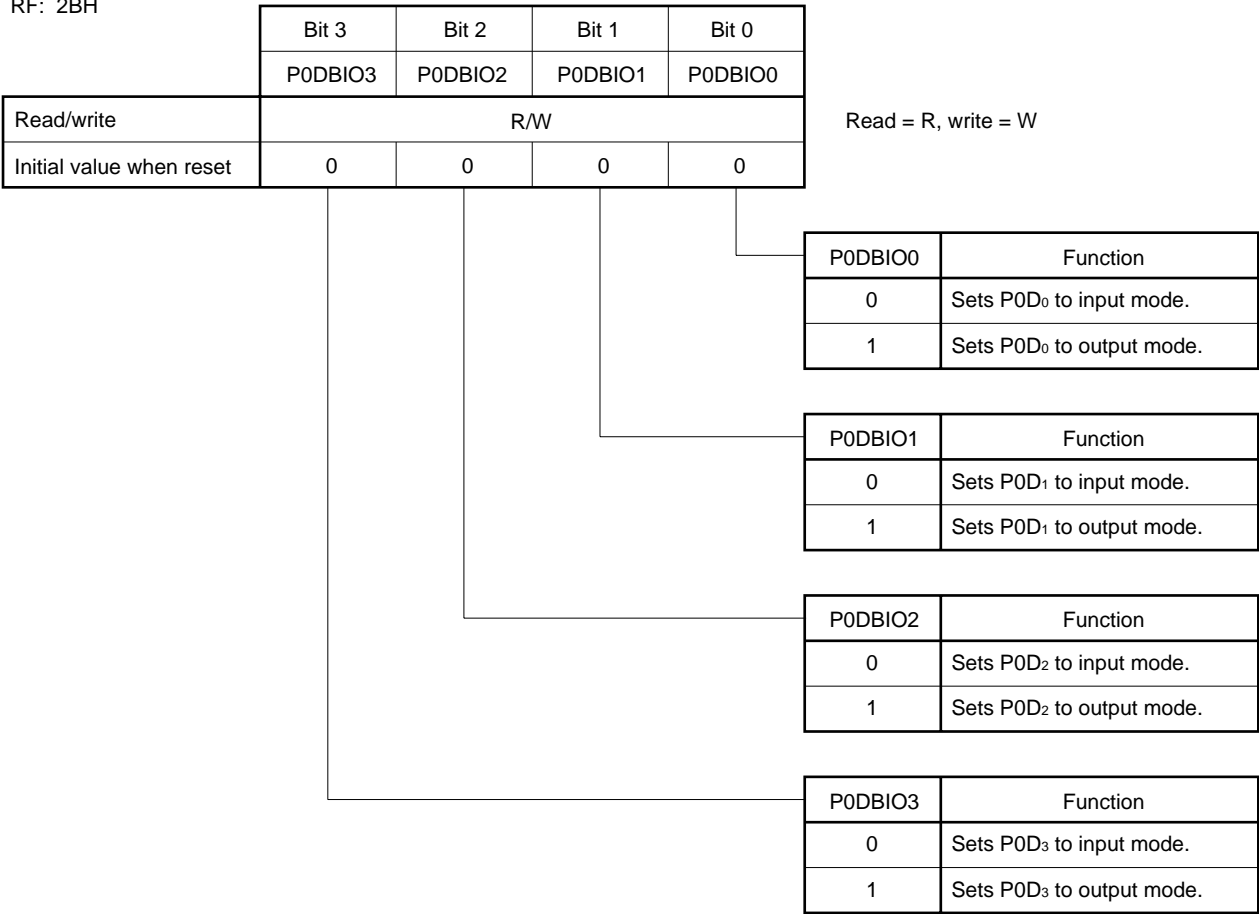 RF: 2BH
Bit 3 Bit 2 Bit 1 Bit 0
P0DBIO3 P0DBIO2 P0DBIO1 P0DBIO0
Read/write R/W Read = R, write = W
Initial value when reset 0 0 0 0
P0DBIO0 Function
0 Sets P0D₀ to input mode.
1 Sets P0D₀ to output mode.
P0DBIO1 Function
0 Sets P0D₁ to input mode.
1 Sets P0D₁ to output mode.
P0DBIO2 Function
0 Sets P0D₂ to input mode.
1 Sets P0D₂ to output mode.
P0DBIO3 Function
0 Sets P0D₃ to input mode.
1 Sets P0D₃ to output mode.